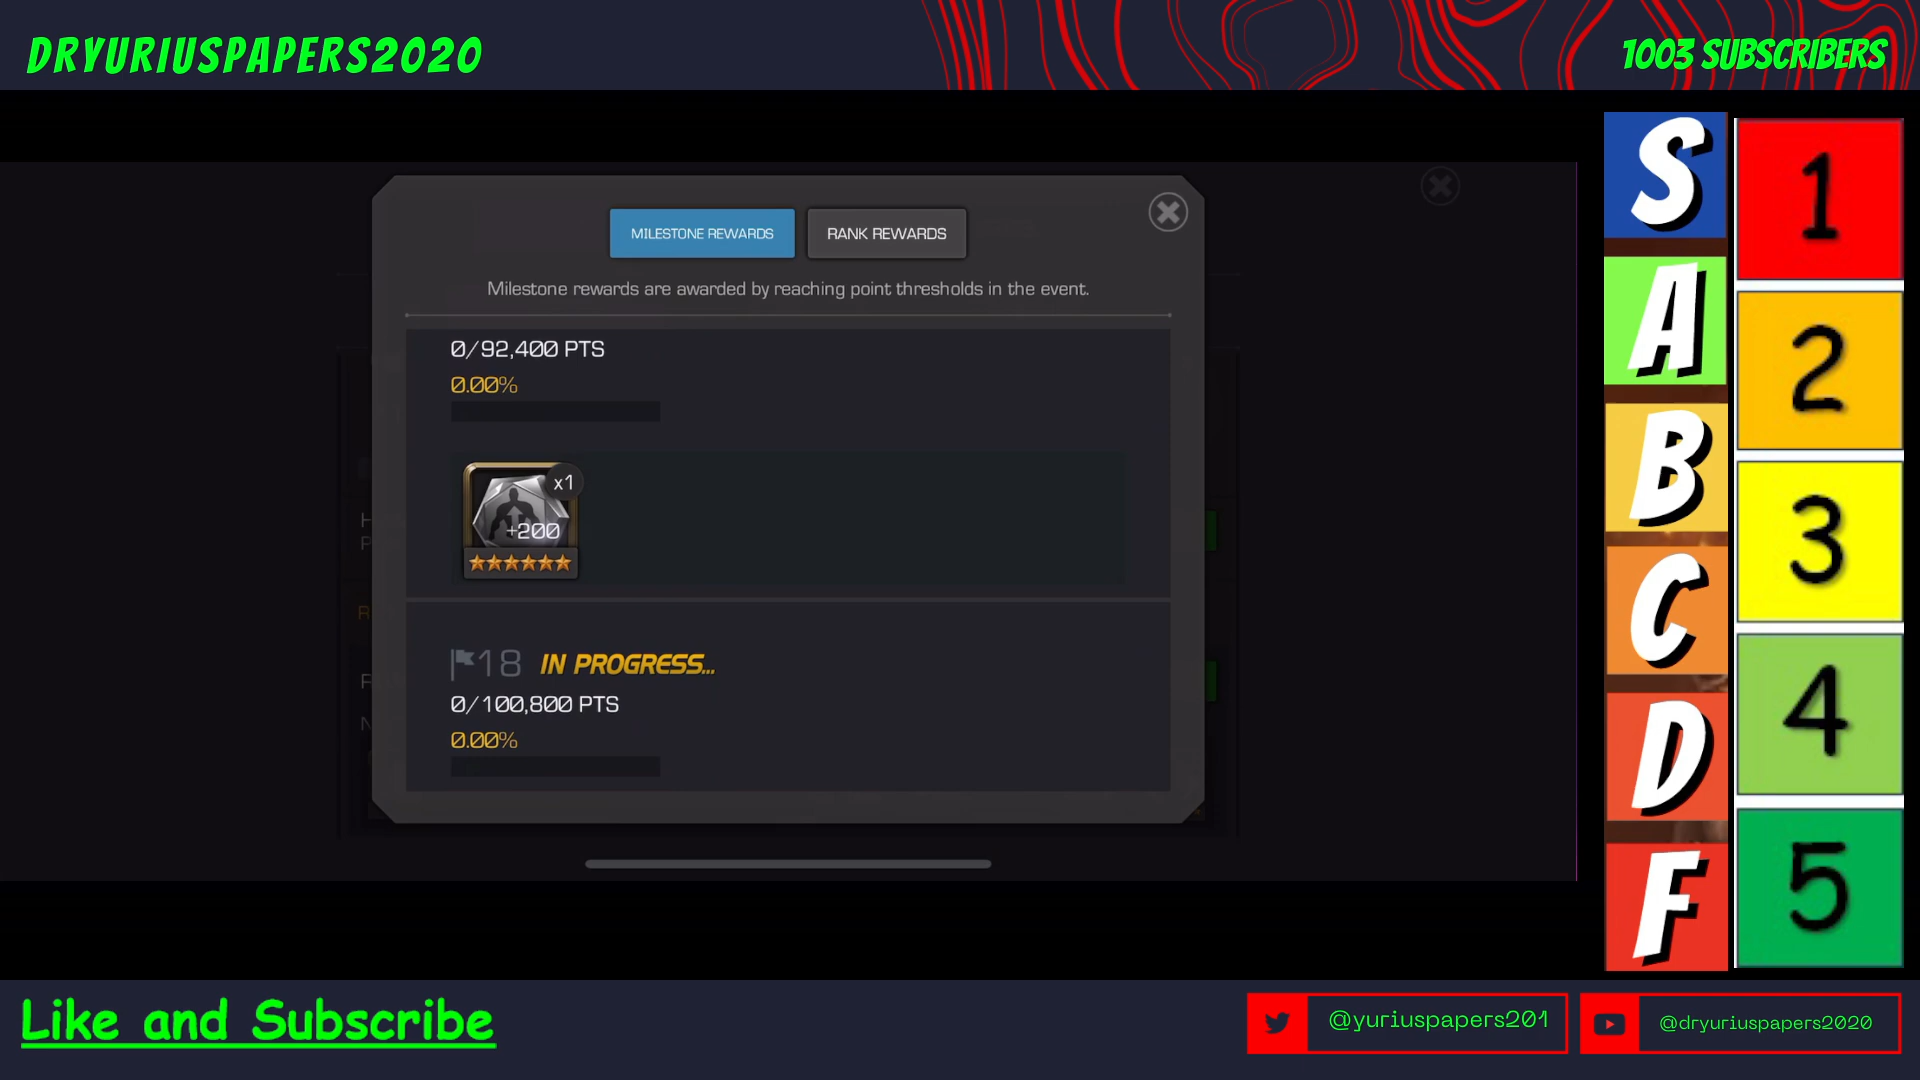 DRYURIUSPAPERS2020
1003 SUBSCRIBERS
MILESTONE REWARDS
RANK REWARDS
Milestone rewards are awarded by reaching point thresholds in the event.
0/92,400 PTS
0.00%
x1
+200
18 IN PROGRESS...
0/100,800 PTS
0.00%
S
A
B
C
D
F
1
2
3
4
5
Like and Subscribe
@yuriuspapers201
@dryuriuspapers2020